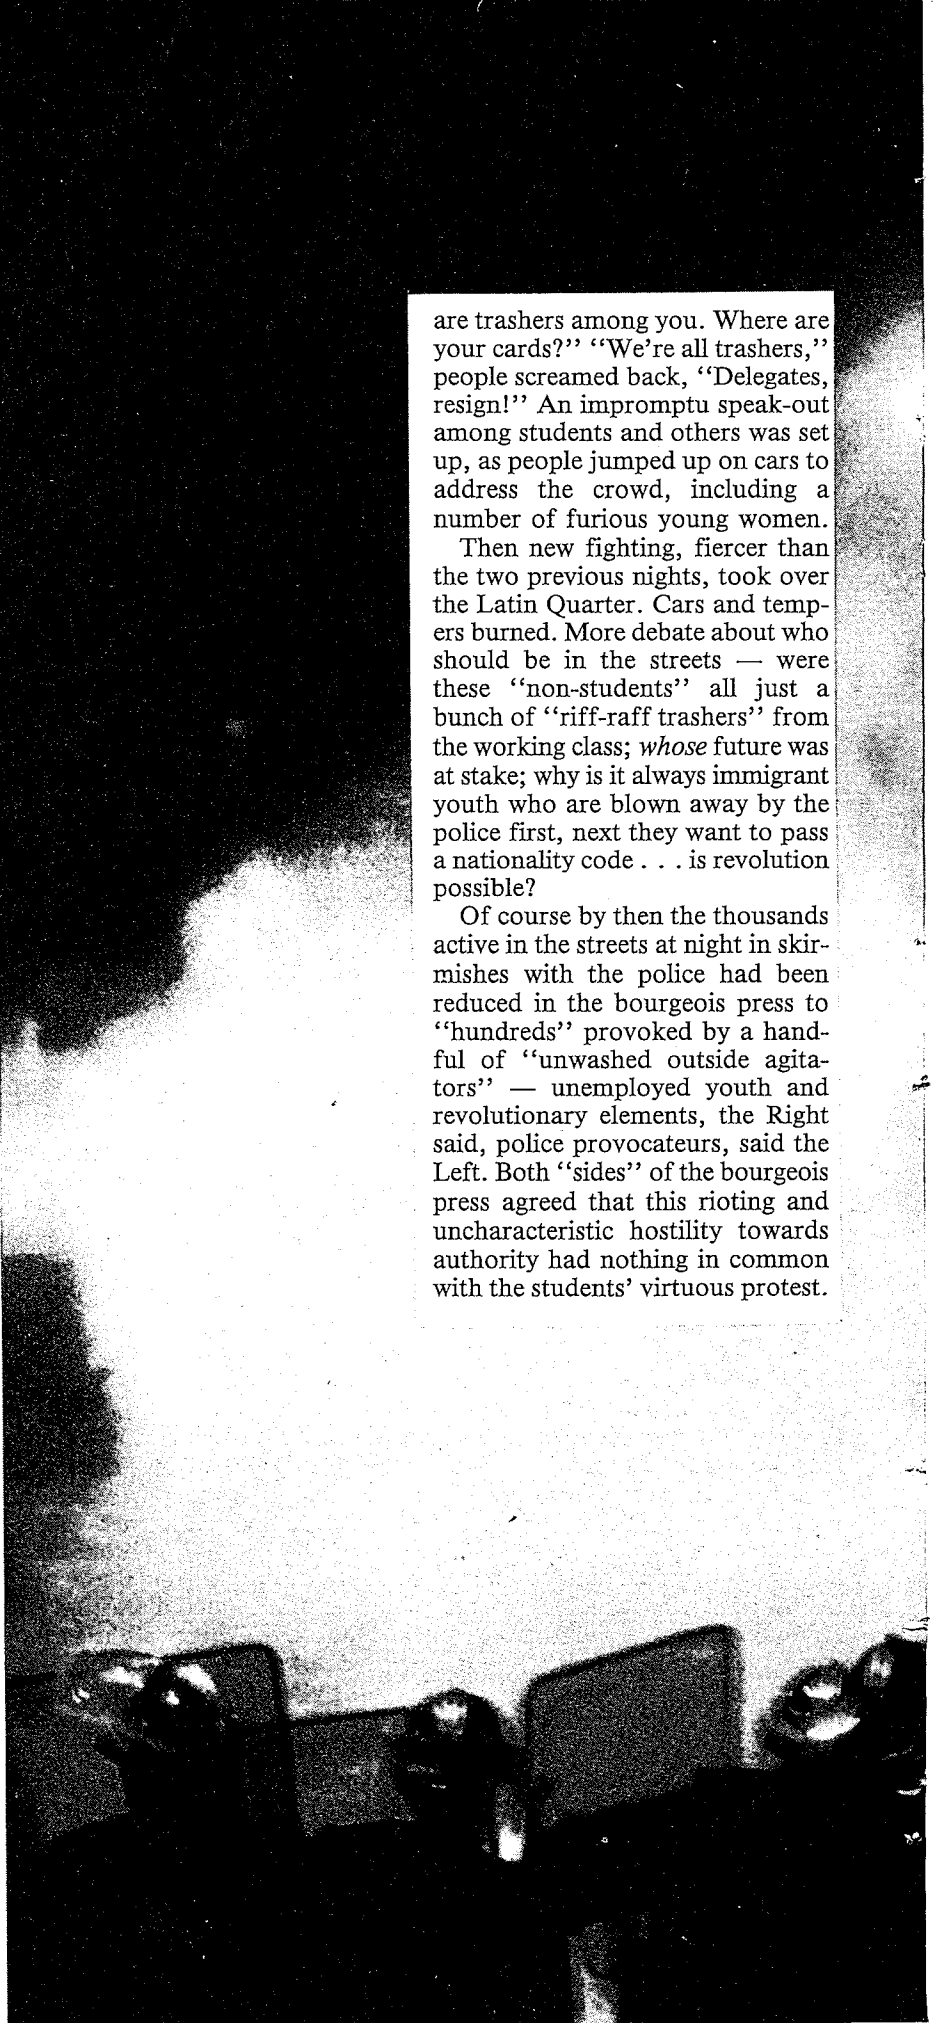 are trashers among you. Where are
your cards?” “We’re all trashers,”
people screamed back, “Delegates,
resign!” An impromptu speak-out
among students and others was set
up, as people jumped up on cars to
address the crowd, including a
number of furious young women.
Then new fighting, fiercer than
the two previous nights, took over
the Latin Quarter. Cars and temp-
ers burned. More debate about who
should be in the streets — were
these “non-students” all just a
bunch of “riff-raff trashers” from
the working class; whose future was
at stake; why is it always immigrant
youth who are blown away by the
police first, next they want to pass
a nationality code . . . is revolution
possible?
Of course by then the thousands
active in the streets at night in skir-
mishes with the police had been
reduced in the bourgeois press to
“hundreds” provoked by a hand-
ful of “unwashed outside agita-
tors” — unemployed youth and
revolutionary elements, the Right
said, police provocateurs, said the
Left. Both “sides” of the bourgeois
press agreed that this rioting and
uncharacteristic hostility towards
authority had nothing in common
with the students’ virtuous protest.